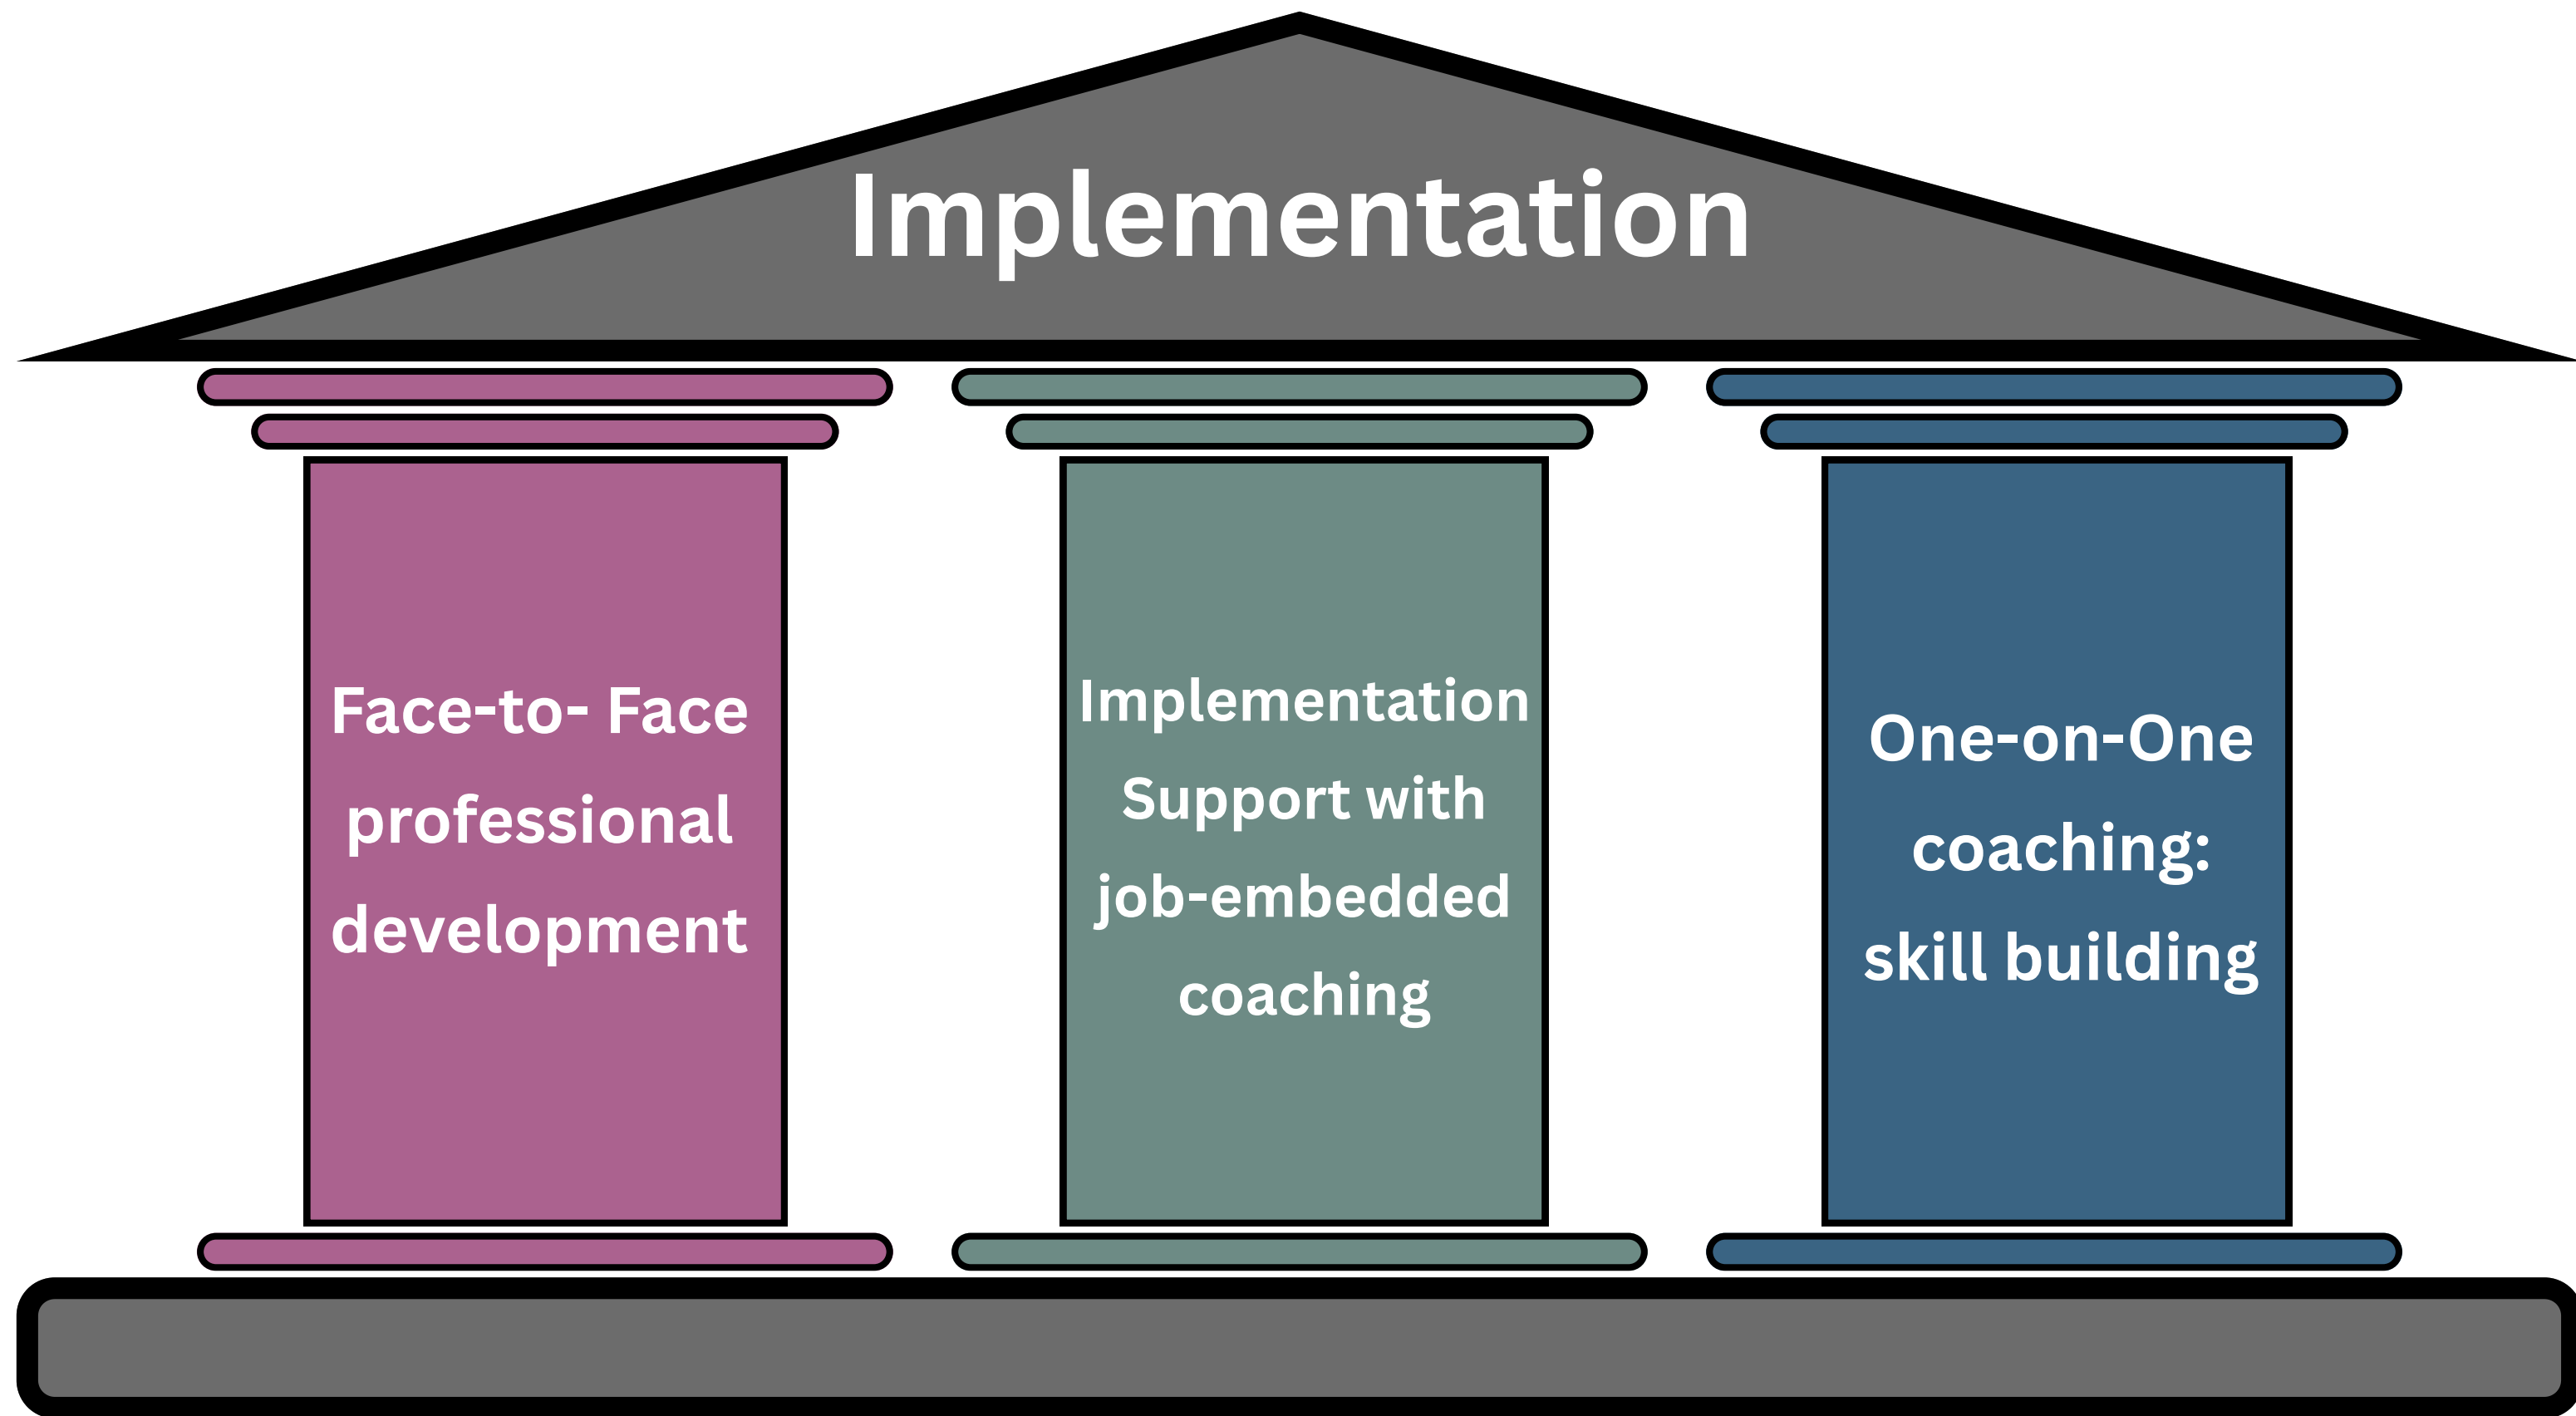 Implementation
Face-to- Face
professional
development
Implementation
Support with
job-embedded
coaching
One-on-One
coaching:
skill building